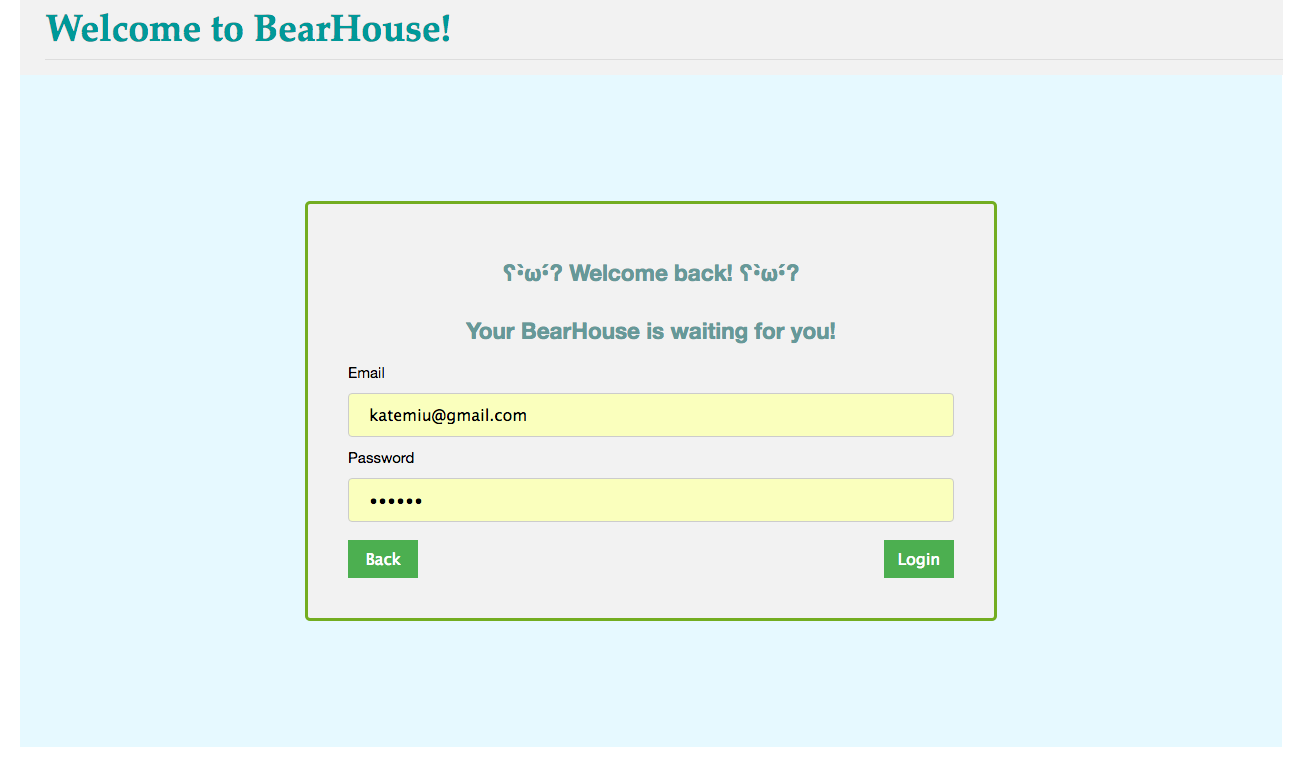 Welcome to BearHouse!
ʕ•̀ω•́ʔ Welcome back! ʕ•̀ω•́ʔ
Your BearHouse is waiting for you!
Email
katemiu@gmail.com
Password
••••••
Back Login